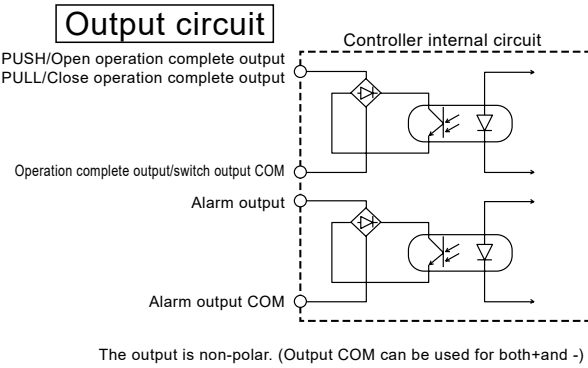 Output circuit
Controller internal circuit
PUSH/Open operation complete output
PULL/Close operation complete output
Operation complete output/switch output COM
Alarm output
Alarm output COM
The output is non-polar. (Output COM can be used for both+and -)